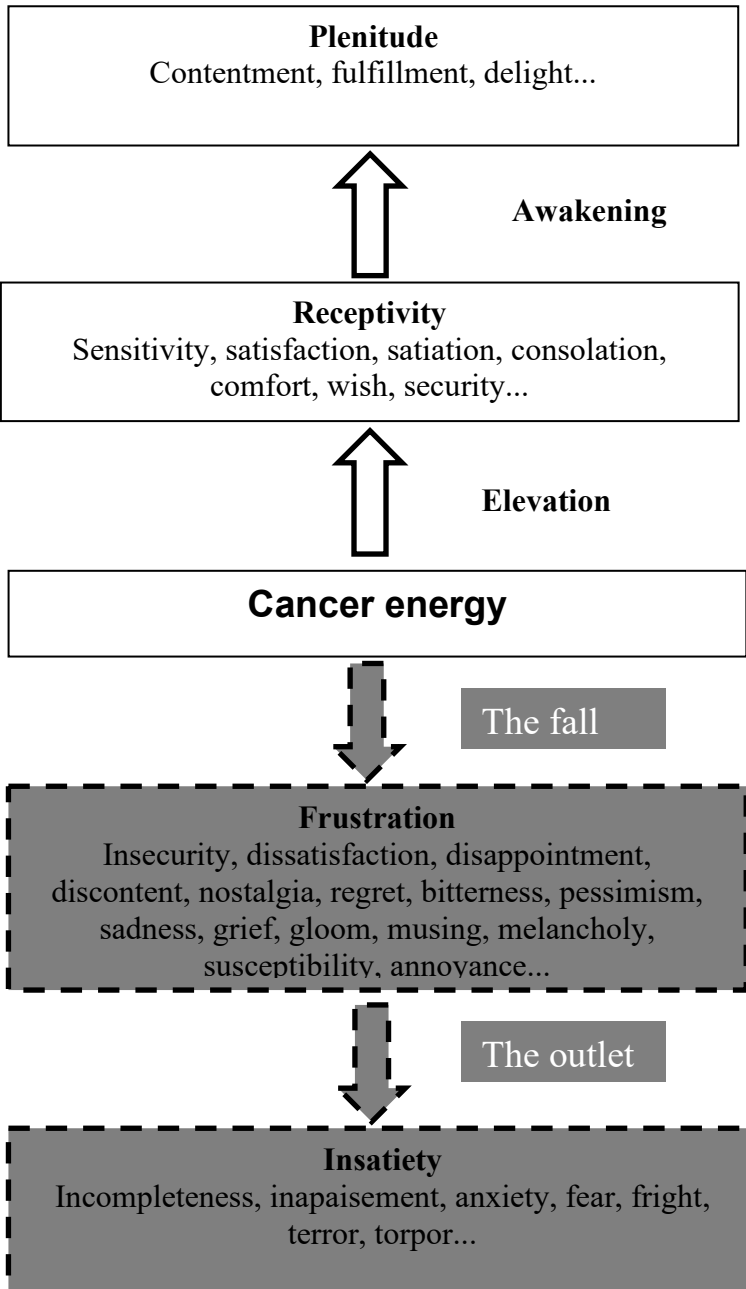 Plenitude
Contentment, fulfillment, delight...
Awakening
Receptivity
Sensitivity, satisfaction, satiation, consolation,
comfort, wish, security...
Elevation
Cancer energy
The fall
Frustration
Insecurity, dissatisfaction, disappointment,
discontent, nostalgia, regret, bitterness, pessimism,
sadness, grief, gloom, musing, melancholy,
susceptibility, annoyance...
The outlet
Insatiety
Incompleteness, inapaisement, anxiety, fear, fright,
terror, torpor...